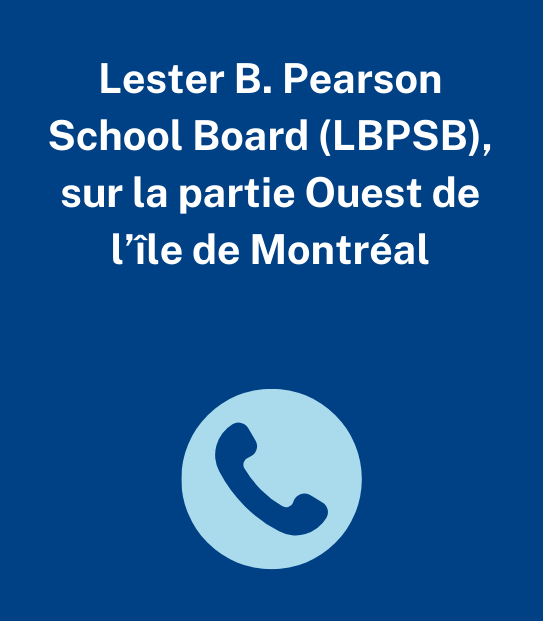 Lester B. Pearson
School Board (LBPSB),
sur la partie Ouest de
l’île de Montréal